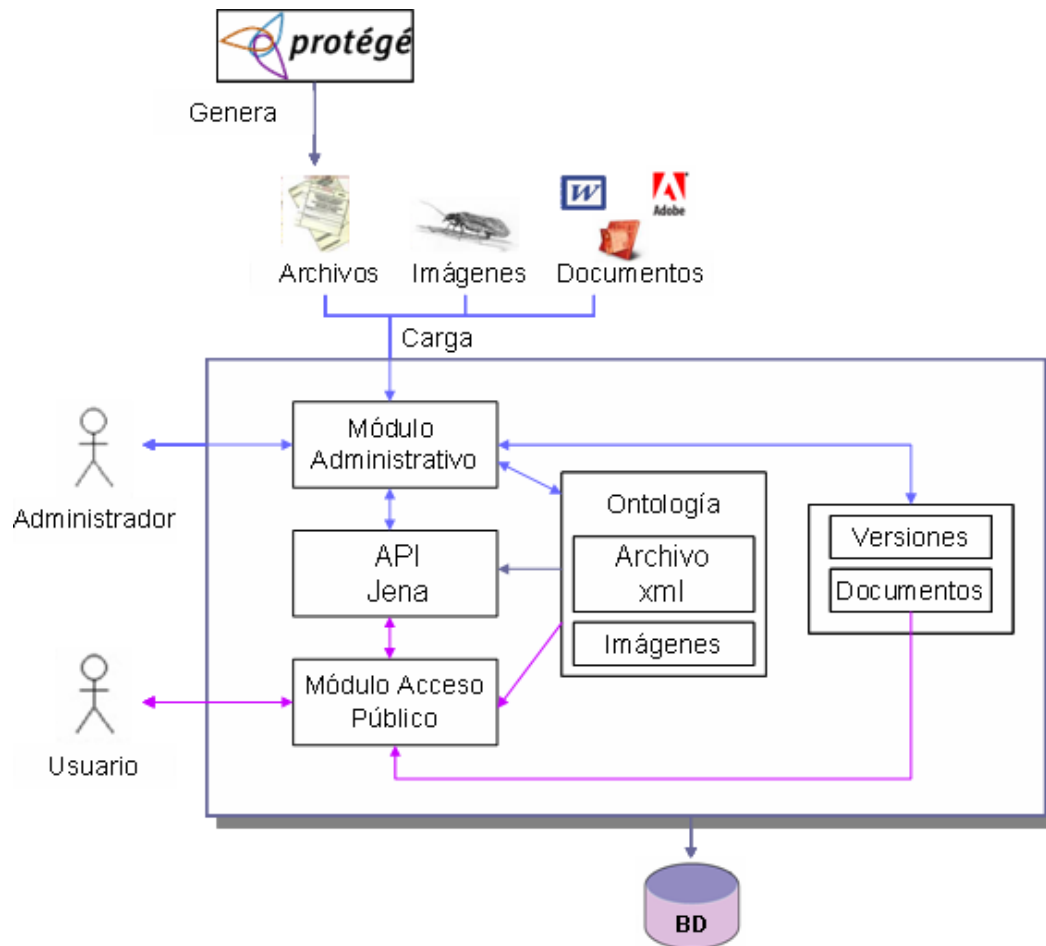 protégé
Genera
W
Adobe
Archivos
Imágenes
Documentos
Carga
Módulo
Administrativo
Administrador
Ontología
Versiones
API
Jena
Archivo
xml
Documentos
Imágenes
Módulo Acceso
Público
Usuario
BD